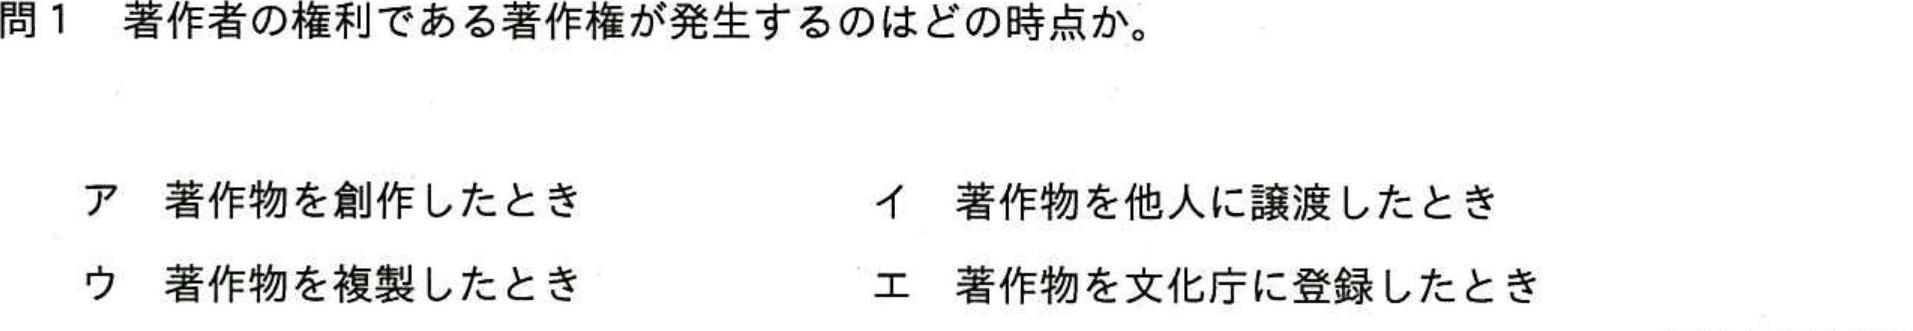 問1　著作者の権利である著作権が発生するのはどの時点か。
ア　著作物を創作したとき　イ　著作物を他人に譲渡したとき
ウ　著作物を複製したとき　エ　著作物を文化庁に登録したとき